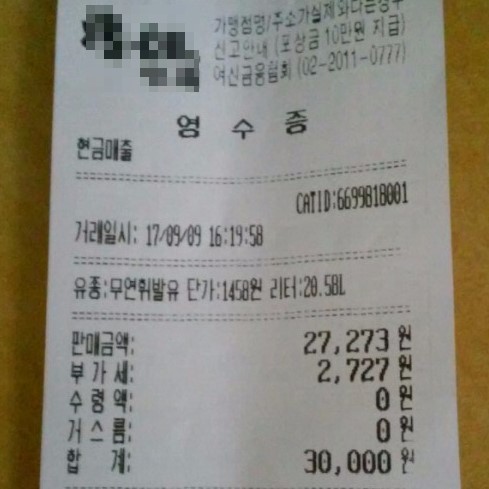 가맹점명/주소가실제와다른경우
신고안내 (포상금 10만원 지급)
여신금융협회 (02-2011-0777)
영 수 증
현금매출
CATID:6699818001
거래일시: 17/09/09 16:19:58
유종:무연휘발유 단가:1458원 리터:20.58L
판매금액: 27,273 원
부 가 세: 2,727 원
수 령 액: 0 원
거 스 름: 0 원
합 계: 30,000 원